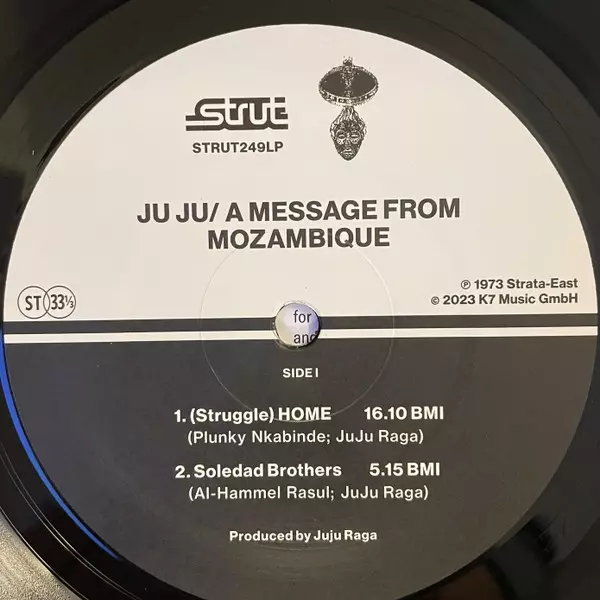 Strut
STRUT249LP
JU JU/ A MESSAGE FROM
MOZAMBIQUE
ST 33⅓
℗ 1973 Strata-East
© 2023 K7 Music GmbH
for
and
SIDE I
1. (Struggle) HOME 16.10 BMI
(Plunky Nkabinde; JuJu Raga)
2. Soledad Brothers 5.15 BMI
(Al-Hammel Rasul; JuJu Raga)
Produced by Juju Raga